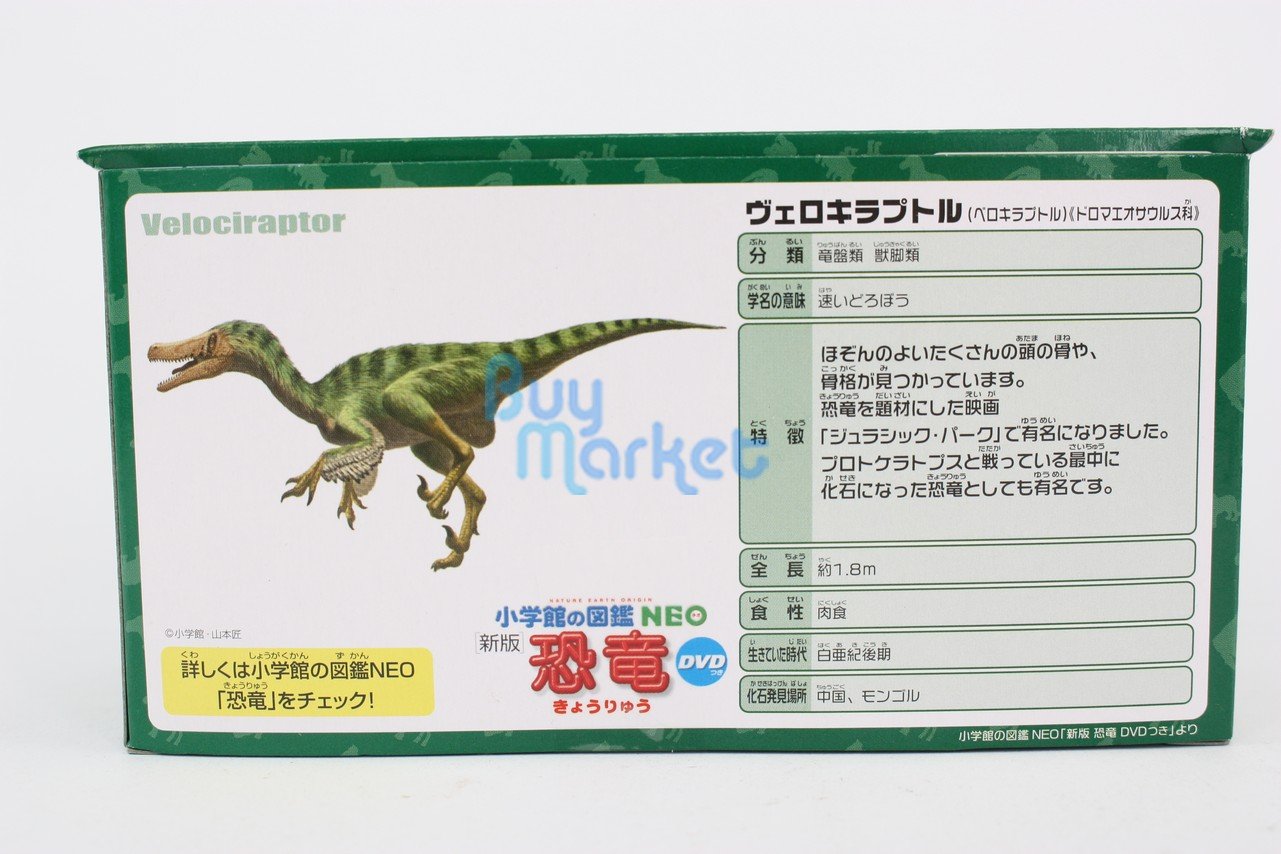 Velociraptor
ヴェロキラプトル(ベロキラプトル)《ドロマエオサウルス科》
分類 竜盤類 獣脚類
学名の意味 速いどろぼう
特徴
ほぞんのよいたくさんの頭の骨や、
骨格が見つかっています。
恐竜を題材にした映画
「ジュラシック・パーク」で有名になりました。
プロトケラトプスと戦っている最中に
化石になった恐竜としても有名です。
全長 約1.8m
食性 肉食
生きていた時代 白亜紀後期
化石発見場所 中国、モンゴル
Buy
Market
©小学館・山本匠
詳しくは小学館の図鑑NEO
「恐竜」をチェック!
NATURE EARTH ORIGIN
小学館の図鑑 NEO
新版 恐竜 DVDつき
きょうりゅう
小学館の図鑑 NEO「新版 恐竜 DVDつき」より